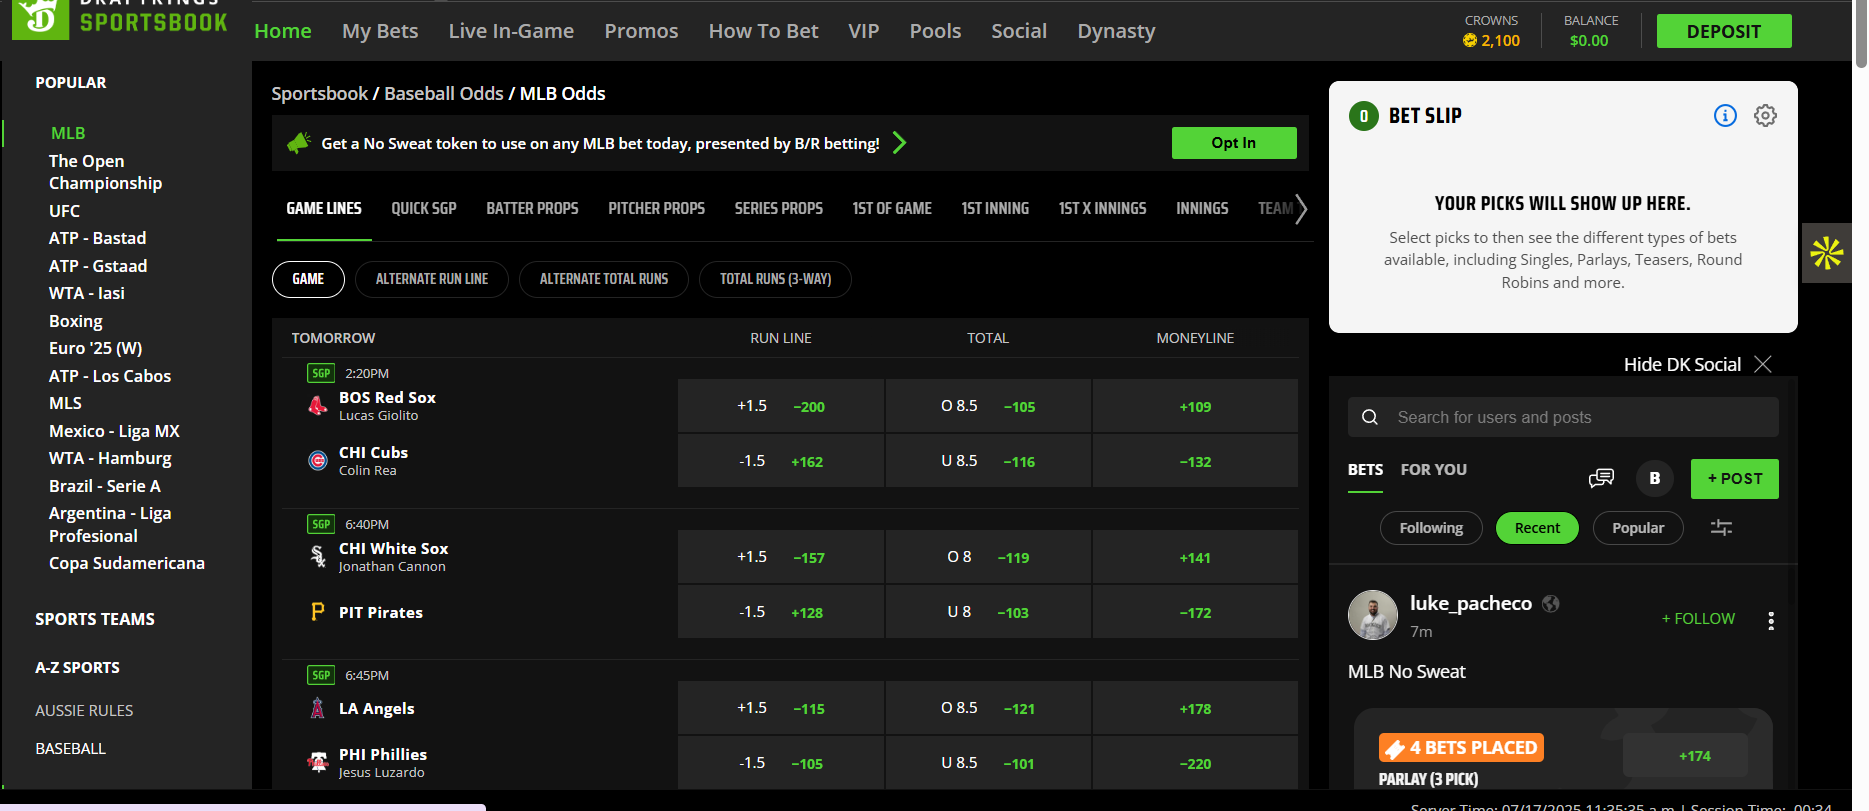 DRAFTKINGS
SPORTSBOOK
Home My Bets Live In-Game Promos How To Bet VIP Pools Social Dynasty
CROWNS
2,100
BALANCE
$0.00
DEPOSIT
POPULAR
MLB
The Open
Championship
UFC
ATP - Bastad
ATP - Gstaad
WTA - Iasi
Boxing
Euro '25 (W)
ATP - Los Cabos
MLS
Mexico - Liga MX
WTA - Hamburg
Brazil - Serie A
Argentina - Liga
Profesional
Copa Sudamericana
SPORTS TEAMS
A-Z SPORTS
AUSSIE RULES
BASEBALL
Sportsbook / Baseball Odds / MLB Odds
Get a No Sweat token to use on any MLB bet today, presented by B/R betting!
Opt In
GAME LINES QUICK SGP BATTER PROPS PITCHER PROPS SERIES PROPS 1ST OF GAME 1ST INNING 1ST X INNINGS INNINGS TEAM
GAME ALTERNATE RUN LINE ALTERNATE TOTAL RUNS TOTAL RUNS (3-WAY)
TOMORROW RUN LINE TOTAL MONEYLINE
SGP 2:20PM
BOS Red Sox
Lucas Giolito
+1.5 −200 O 8.5 −105 +109
CHI Cubs
Colin Rea
-1.5 +162 U 8.5 −116 −132
SGP 6:40PM
CHI White Sox
Jonathan Cannon
+1.5 −157 O 8 −119 +141
PIT Pirates
-1.5 +128 U 8 −103 −172
SGP 6:45PM
LA Angels
+1.5 −115 O 8.5 −121 +178
PHI Phillies
Jesus Luzardo
-1.5 −105 U 8.5 −101 −220
0 BET SLIP
YOUR PICKS WILL SHOW UP HERE.
Select picks to then see the different types of bets
available, including Singles, Parlays, Teasers, Round
Robins and more.
Hide DK Social
Search for users and posts
BETS FOR YOU
B
+ POST
Following Recent Popular
luke_pacheco
7m
+ FOLLOW
MLB No Sweat
4 BETS PLACED
+174
PARLAY (3 PICK)
Server Time: 07/17/2025 11:35:35 a.m | Session Time: 00:34